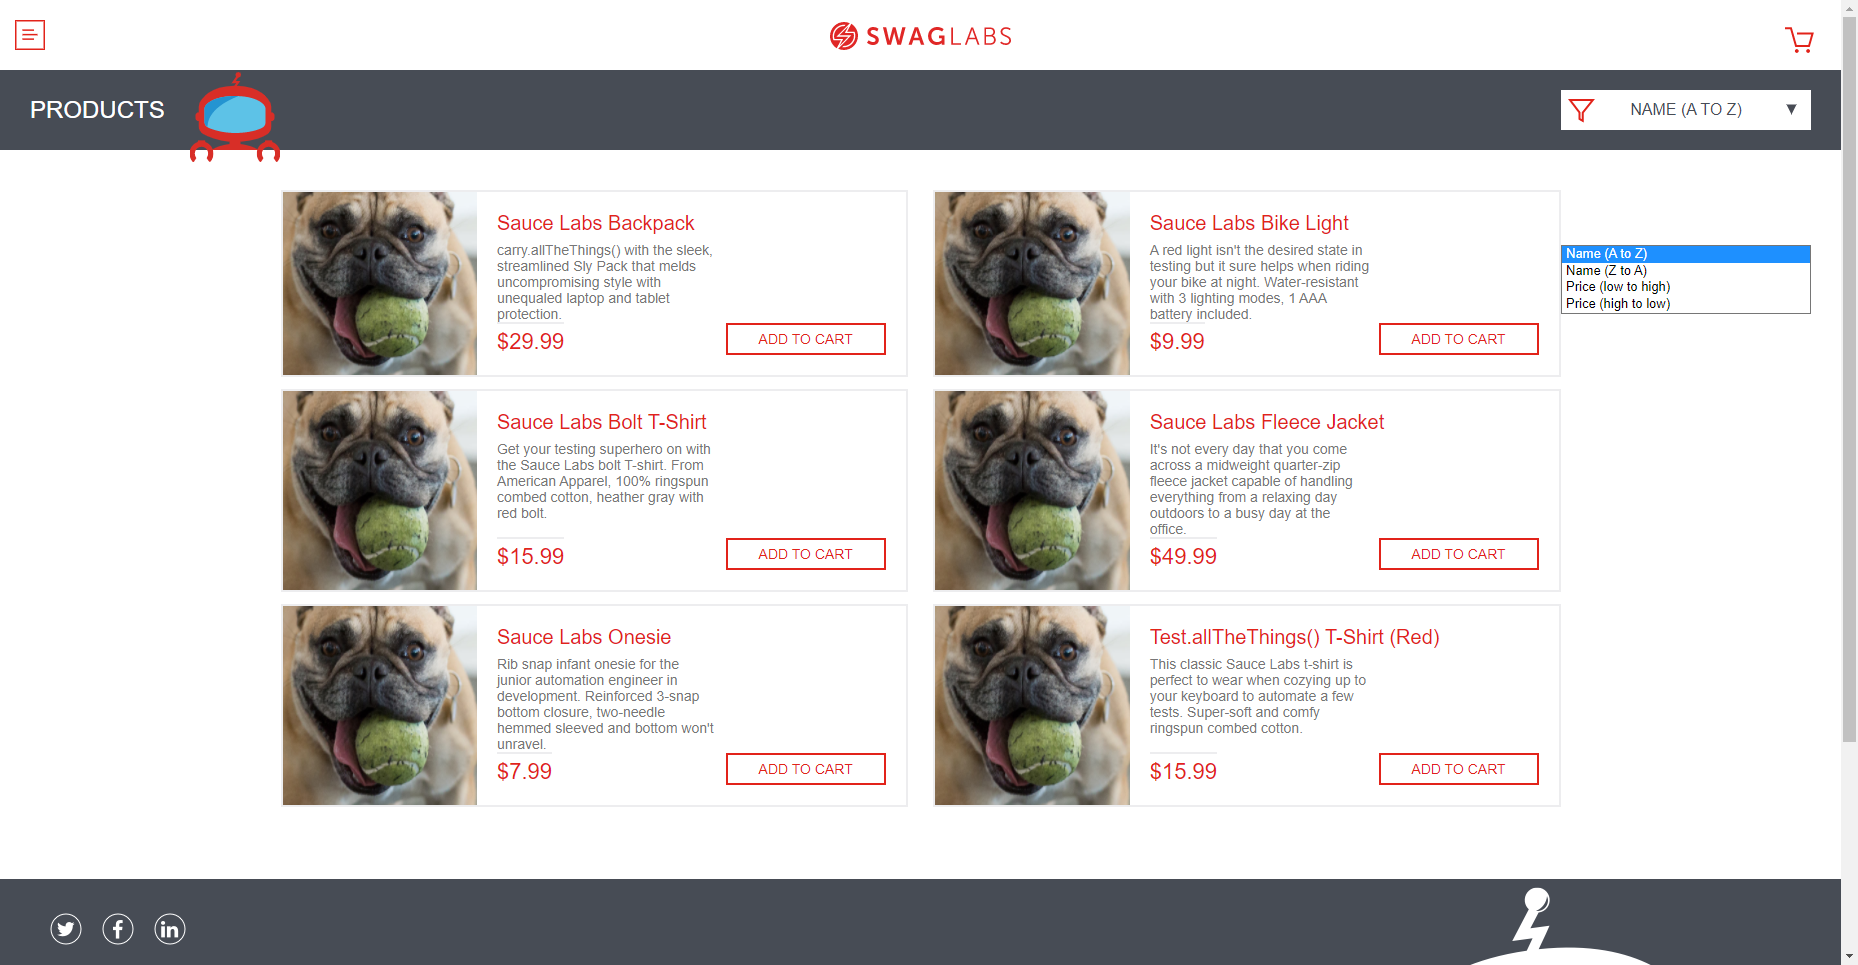 SWAGLABS
PRODUCTS
NAME (A TO Z) ▼
Name (A to Z)
Name (Z to A)
Price (low to high)
Price (high to low)
Sauce Labs Backpack
carry.allTheThings() with the sleek,
streamlined Sly Pack that melds
uncompromising style with
unequaled laptop and tablet
protection.
$29.99
ADD TO CART
Sauce Labs Bike Light
A red light isn't the desired state in
testing but it sure helps when riding
your bike at night. Water-resistant
with 3 lighting modes, 1 AAA
battery included.
$9.99
ADD TO CART
Sauce Labs Bolt T-Shirt
Get your testing superhero on with
the Sauce Labs bolt T-shirt. From
American Apparel, 100% ringspun
combed cotton, heather gray with
red bolt.
$15.99
ADD TO CART
Sauce Labs Fleece Jacket
It's not every day that you come
across a midweight quarter-zip
fleece jacket capable of handling
everything from a relaxing day
outdoors to a busy day at the
office.
$49.99
ADD TO CART
Sauce Labs Onesie
Rib snap infant onesie for the
junior automation engineer in
development. Reinforced 3-snap
bottom closure, two-needle
hemmed sleeved and bottom won't
unravel.
$7.99
ADD TO CART
Test.allTheThings() T-Shirt (Red)
This classic Sauce Labs t-shirt is
perfect to wear when cozying up to
your keyboard to automate a few
tests. Super-soft and comfy
ringspun combed cotton.
$15.99
ADD TO CART